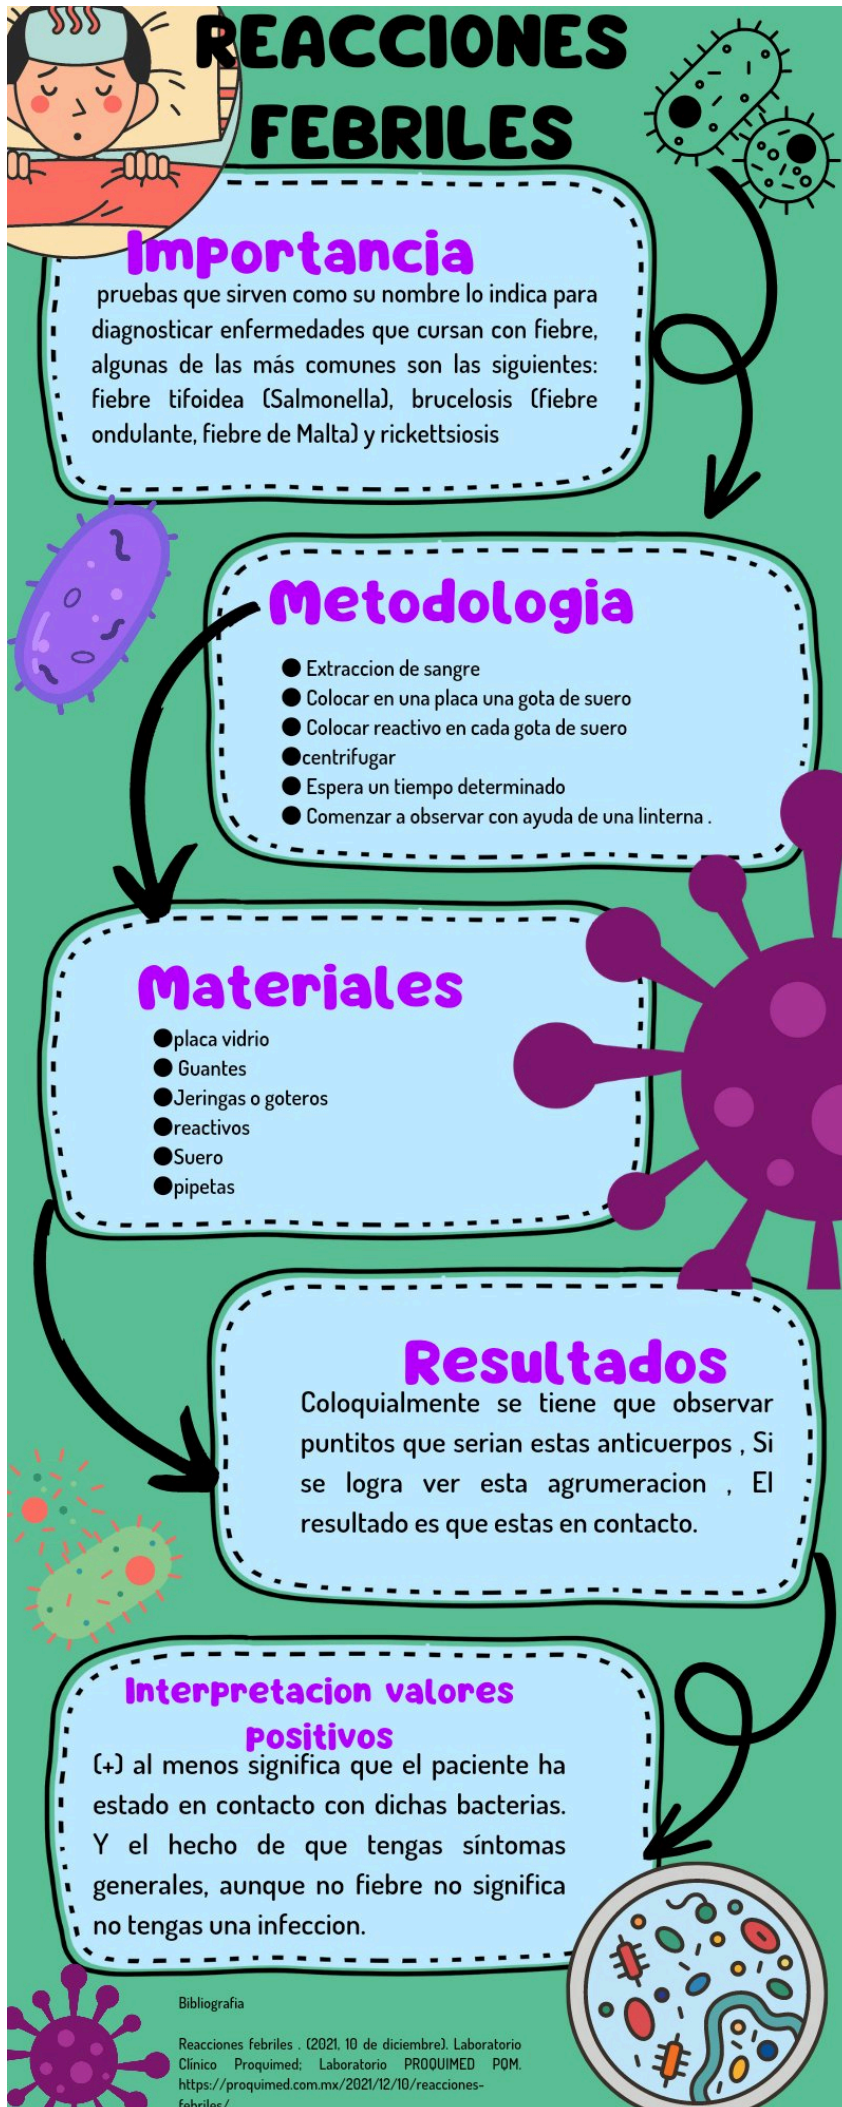 REACCIONES
FEBRILES
Importancia
pruebas que sirven como su nombre lo indica para
diagnosticar enfermedades que cursan con fiebre,
algunas de las más comunes son las siguientes:
fiebre tifoidea (Salmonella), brucelosis (fiebre
ondulante, fiebre de Malta) y rickettsiosis
Metodologia
● Extraccion de sangre
● Colocar en una placa una gota de suero
● Colocar reactivo en cada gota de suero
●centrifugar
● Espera un tiempo determinado
● Comenzar a observar con ayuda de una linterna .
Materiales
●placa vidrio
● Guantes
●Jeringas o goteros
●reactivos
●Suero
●pipetas
Resultados
Coloquialmente se tiene que observar
puntitos que serian estas anticuerpos , Si
se logra ver esta agrumeracion , El
resultado es que estas en contacto.
Interpretacion valores
positivos
(+) al menos significa que el paciente ha
estado en contacto con dichas bacterias.
Y el hecho de que tengas síntomas
generales, aunque no fiebre no significa
no tengas una infeccion.
Bibliografia
Reacciones febriles . (2021, 10 de diciembre). Laboratorio
Clínico Proquimed; Laboratorio PROQUIMED PQM.
https://proquimed.com.mx/2021/12/10/reacciones-
febriles/